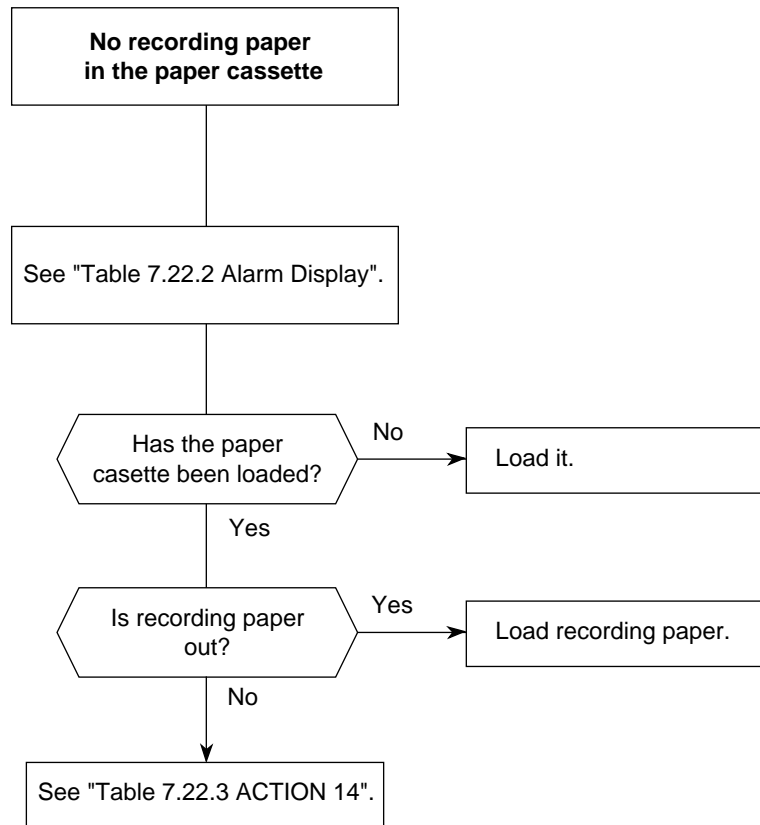 No recording paper
in the paper cassette
See "Table 7.22.2 Alarm Display".
Has the paper
casette been loaded?
No
Load it.
Yes
Is recording paper
out?
Yes
Load recording paper.
No
See "Table 7.22.3 ACTION 14".